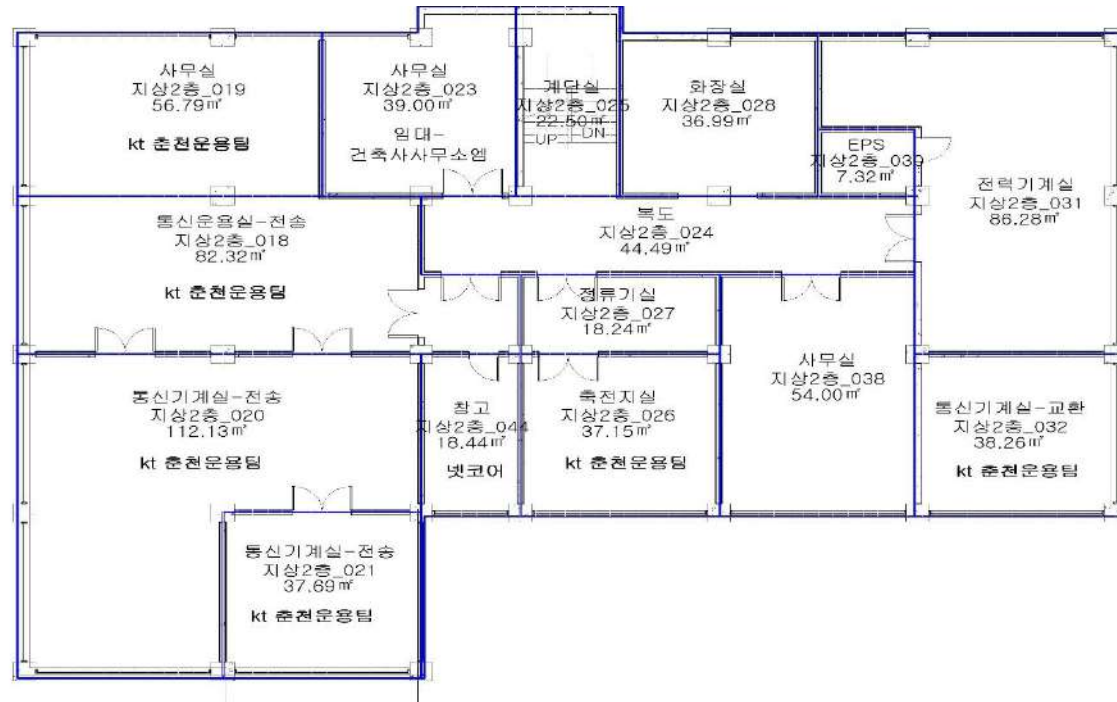 사무실
지상2층_019
56.79㎡
kt 춘천운용팀
사무실
지상2층_023
39.00㎡
임대-
건축사사무소엠
계단실
지상2층_025
22.50㎡
UP
DN
화장실
지상2층_028
36.99㎡
EPS
지상2층_039
7.32㎡
전력기계실
지상2층_031
86.28㎡
통신운용실-전송
지상2층_018
82.32㎡
kt 춘천운용팀
복도
지상2층_024
44.49㎡
정류기실
지상2층_027
18.24㎡
통신기계실-전송
지상2층_020
112.13㎡
kt 춘천운용팀
창고
지상2층_044
18.44㎡
넷코어
축전지실
지상2층_026
37.15㎡
kt 춘천운용팀
사무실
지상2층_038
54.00㎡
통신기계실-교환
지상2층_032
38.26㎡
kt 춘천운용팀
통신기계실-전송
지상2층_021
37.69㎡
kt 춘천운용팀